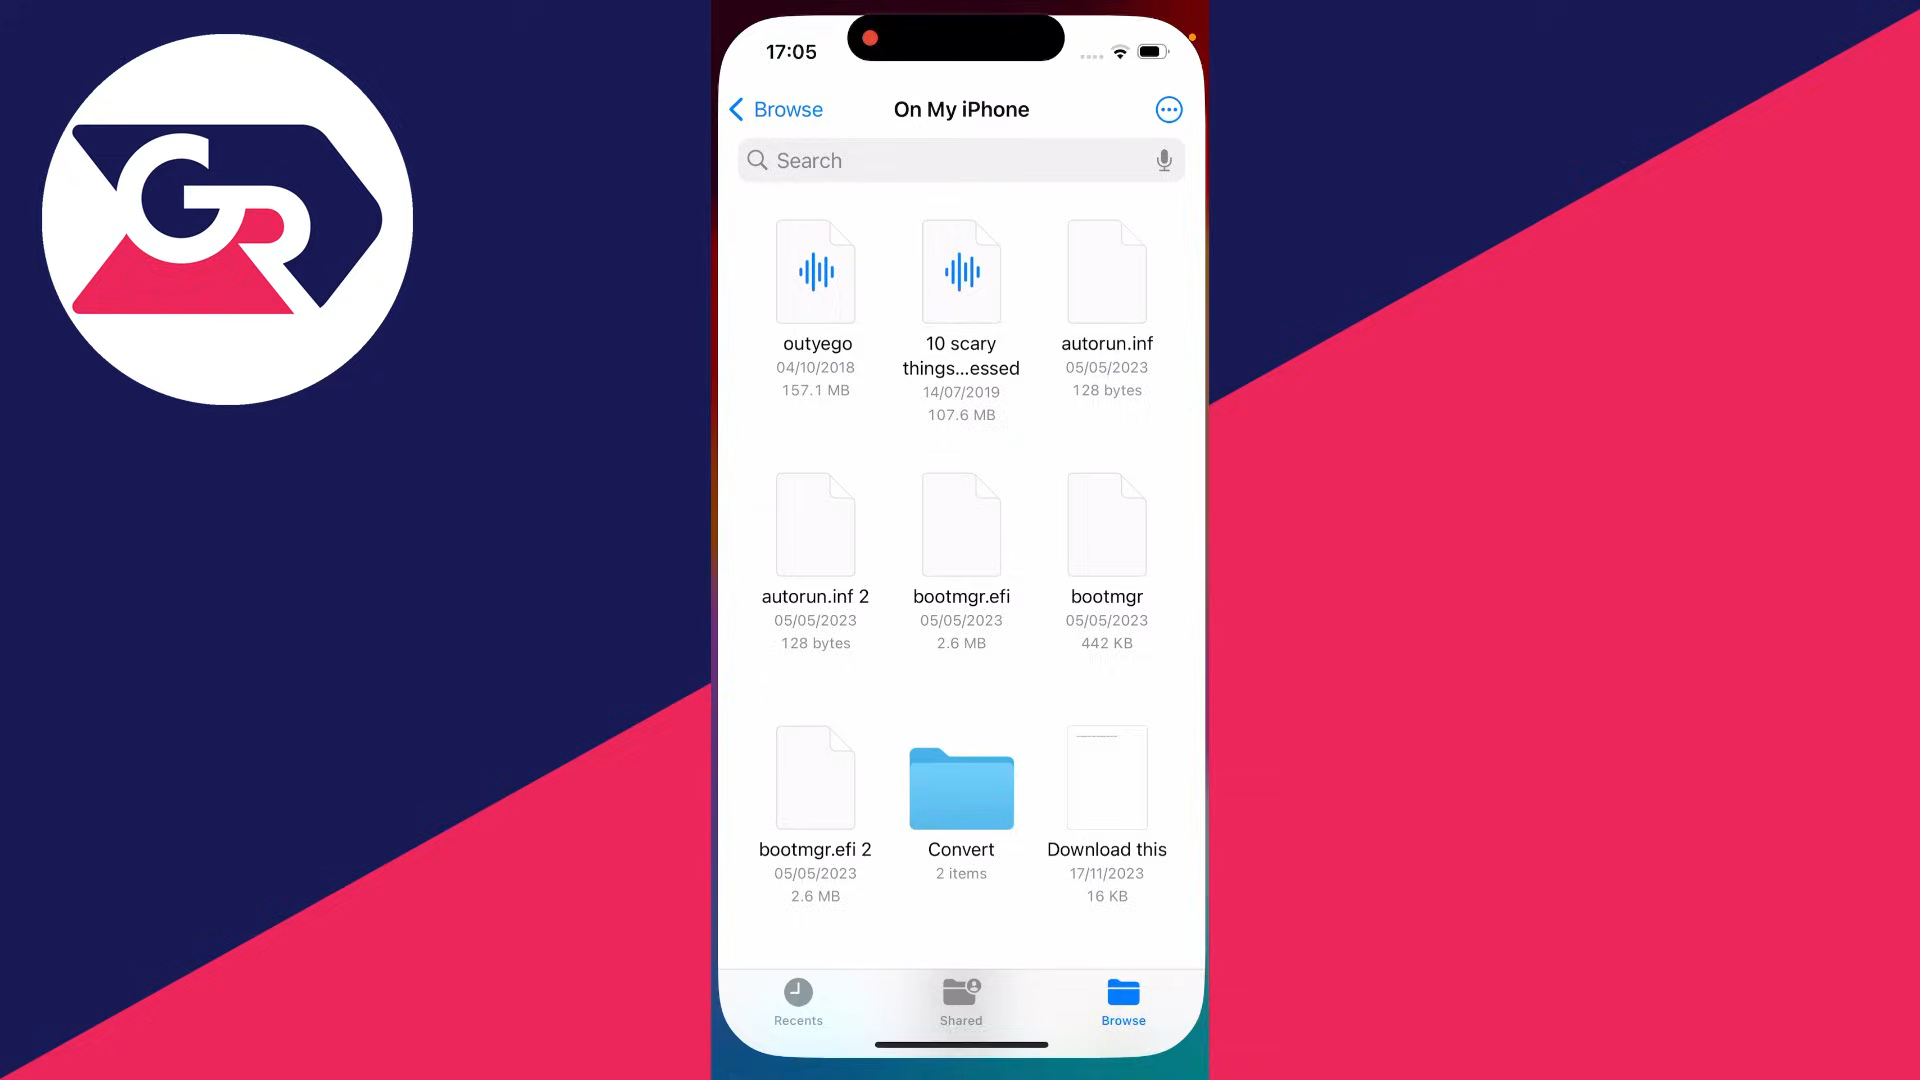 GR
17:05
Browse
On My iPhone
Search
outyego
04/10/2018
157.1 MB
10 scary
things...essed
14/07/2019
107.6 MB
autorun.inf
05/05/2023
128 bytes
autorun.inf 2
05/05/2023
128 bytes
bootmgr.efi
05/05/2023
2.6 MB
bootmgr
05/05/2023
442 KB
bootmgr.efi 2
05/05/2023
2.6 MB
Convert
2 items
Download this
17/11/2023
16 KB
Recents
Shared
Browse